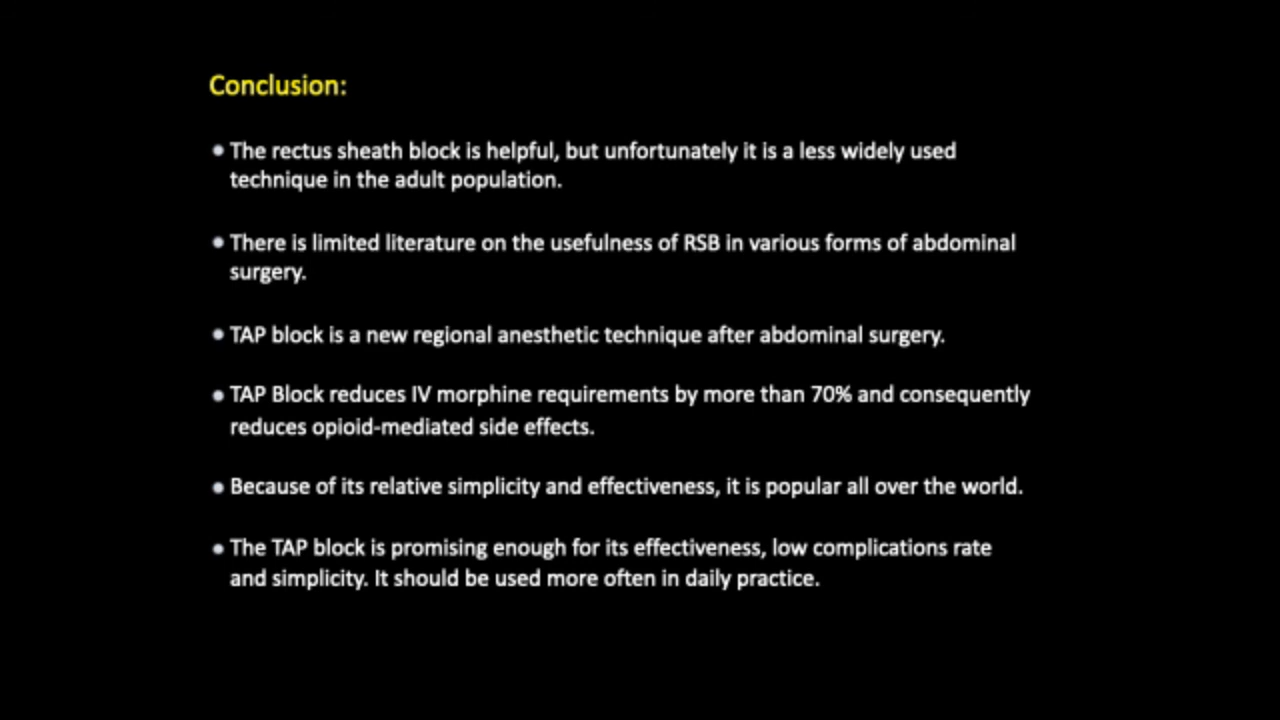 Conclusion:
• The rectus sheath block is helpful, but unfortunately it is a less widely used
technique in the adult population.
• There is limited literature on the usefulness of RSB in various forms of abdominal
surgery.
• TAP block is a new regional anesthetic technique after abdominal surgery.
• TAP Block reduces IV morphine requirements by more than 70% and consequently
reduces opioid-mediated side effects.
• Because of its relative simplicity and effectiveness, it is popular all over the world.
• The TAP block is promising enough for its effectiveness, low complications rate
and simplicity. It should be used more often in daily practice.